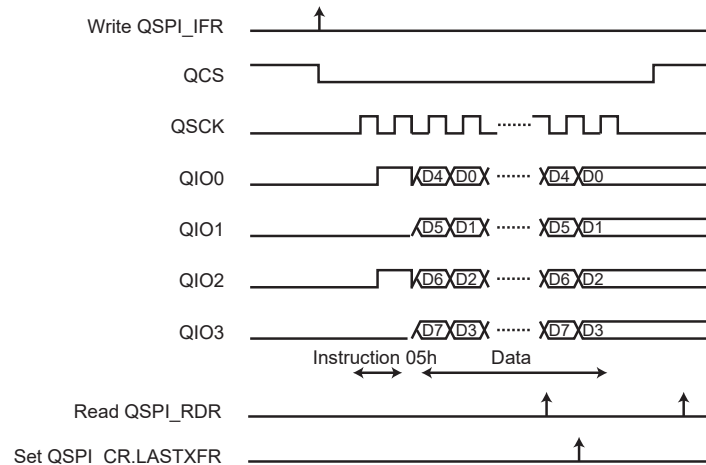 Write QSPI_IFR
QCS
QSCK
QIO0 D4 D0 D4 D0
QIO1 D5 D1 D5 D1
QIO2 D6 D2 D6 D2
QIO3 D7 D3 D7 D3
Instruction 05h Data
Read QSPI_RDR
Set QSPI_CR.LASTXFR